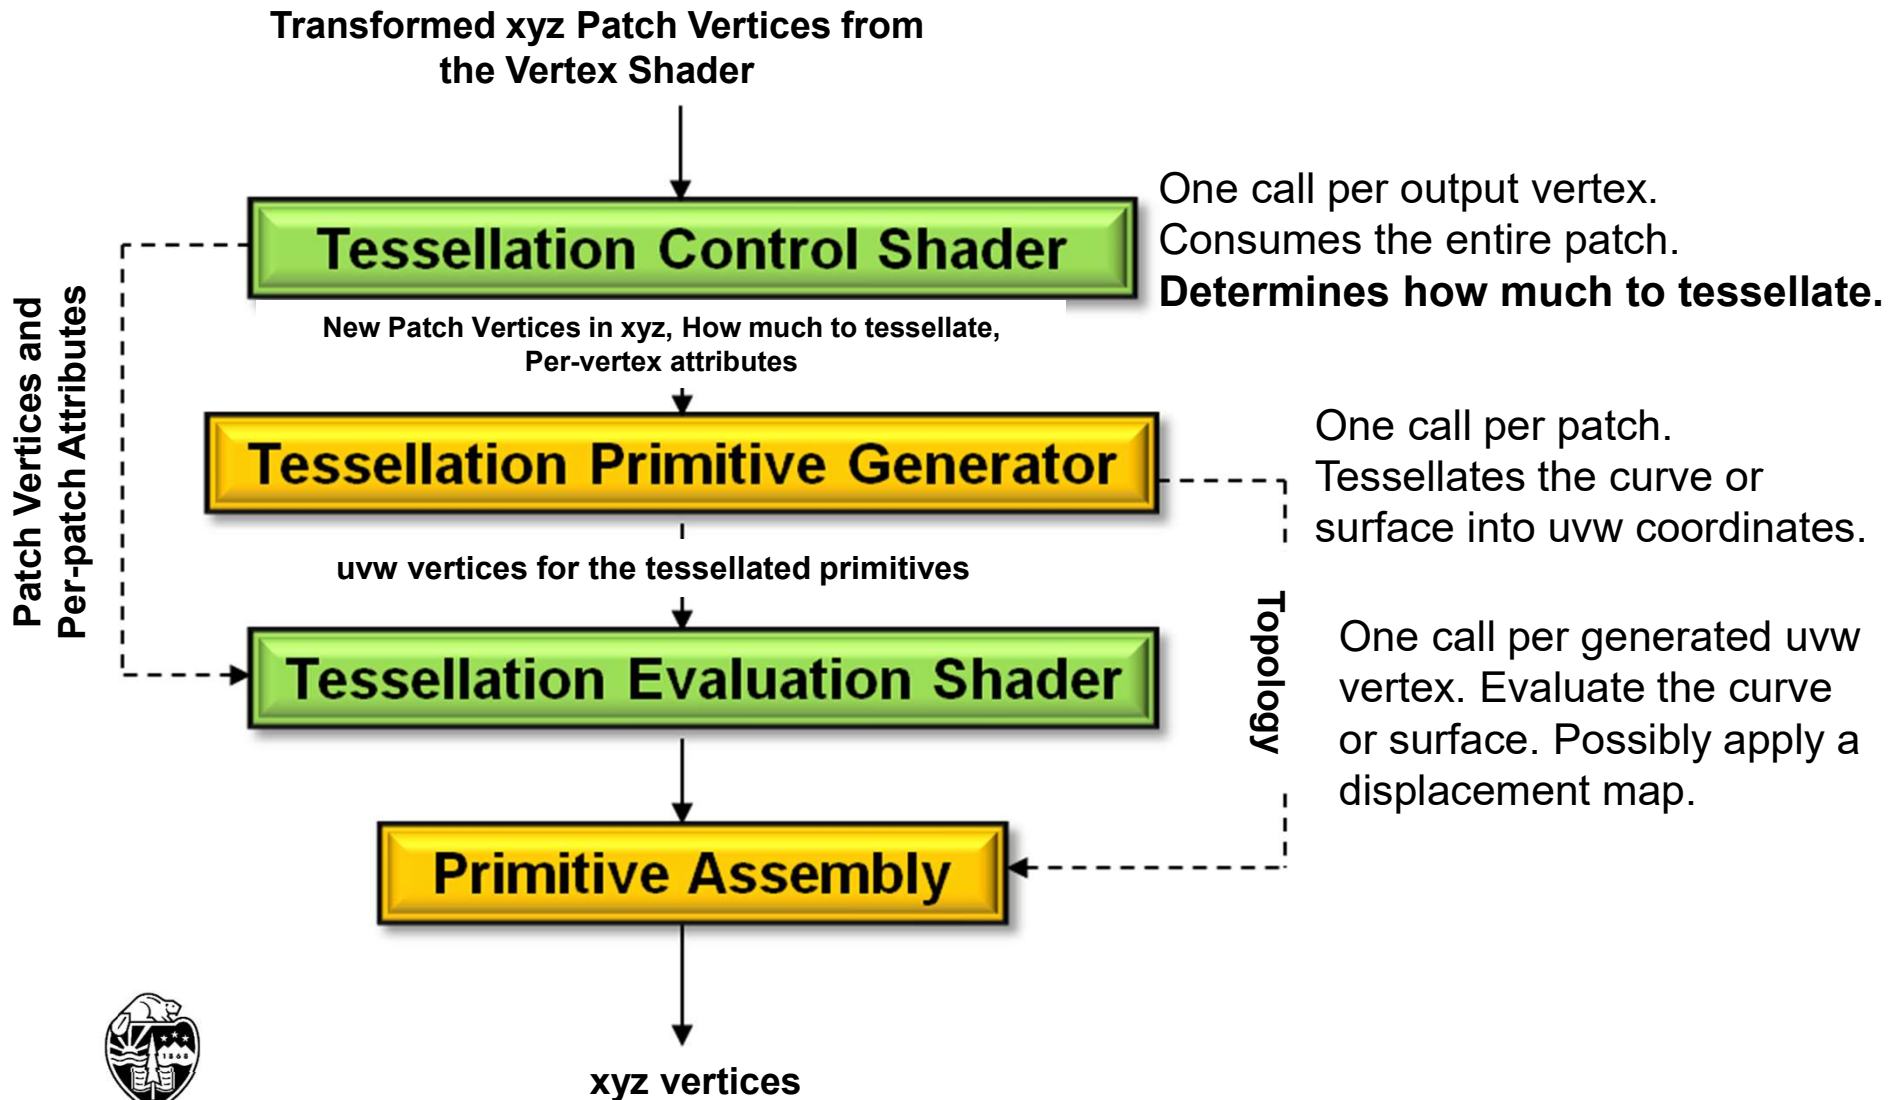 Transformed xyz Patch Vertices from
the Vertex Shader
Tessellation Control Shader
One call per output vertex.
Consumes the entire patch.
Determines how much to tessellate.
Patch Vertices and
Per-patch Attributes
New Patch Vertices in xyz, How much to tessellate,
Per-vertex attributes
Tessellation Primitive Generator
One call per patch.
Tessellates the curve or
surface into uvw coordinates.
uvw vertices for the tessellated primitives
Topology
Tessellation Evaluation Shader
One call per generated uvw
vertex. Evaluate the curve
or surface. Possibly apply a
displacement map.
Primitive Assembly
1868
xyz vertices